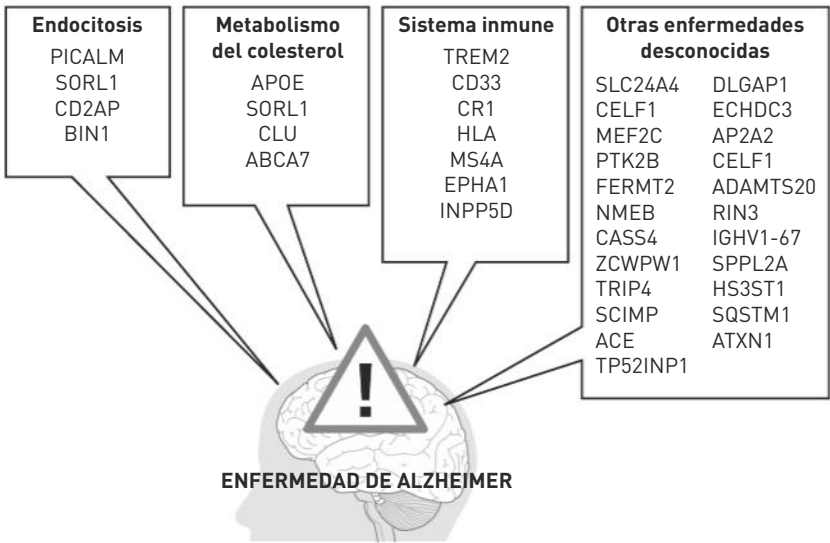 Endocitosis
PICALM
SORL1
CD2AP
BIN1
Metabolismo
del colesterol
APOE
SORL1
CLU
ABCA7
Sistema inmune
TREM2
CD33
CR1
HLA
MS4A
EPHA1
INPP5D
Otras enfermedades
desconocidas
SLC24A4
CELF1
MEF2C
PTK2B
FERMT2
NMEB
CASS4
ZCWPW1
TRIP4
SCIMP
ACE
TP52INP1
DLGAP1
ECHDC3
AP2A2
CELF1
ADAMTS20
RIN3
IGHV1-67
SPPL2A
HS3ST1
SQSTM1
ATXN1
!
ENFERMEDAD DE ALZHEIMER